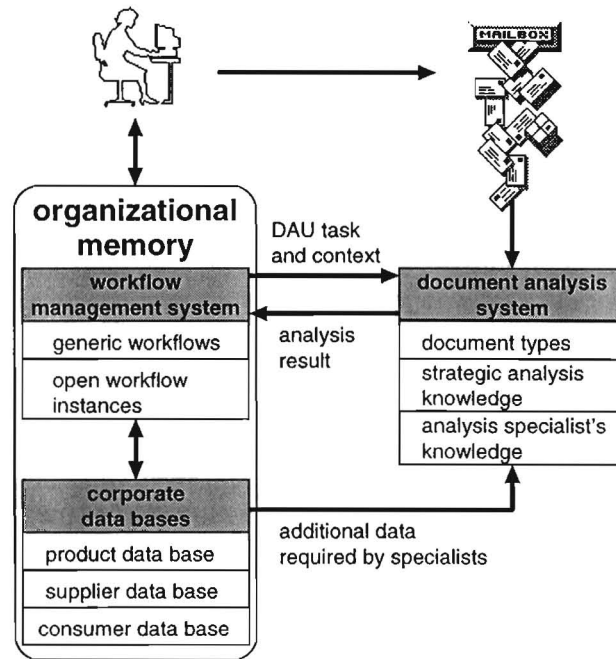 MAILBOX
organizational
memory
DAU task
and context
workflow
management system
generic workflows
open workflow
instances
analysis
result
document analysis
system
document types
strategic analysis
knowledge
analysis specialist's
knowledge
corporate
data bases
product data base
supplier data base
consumer data base
additional data
required by specialists